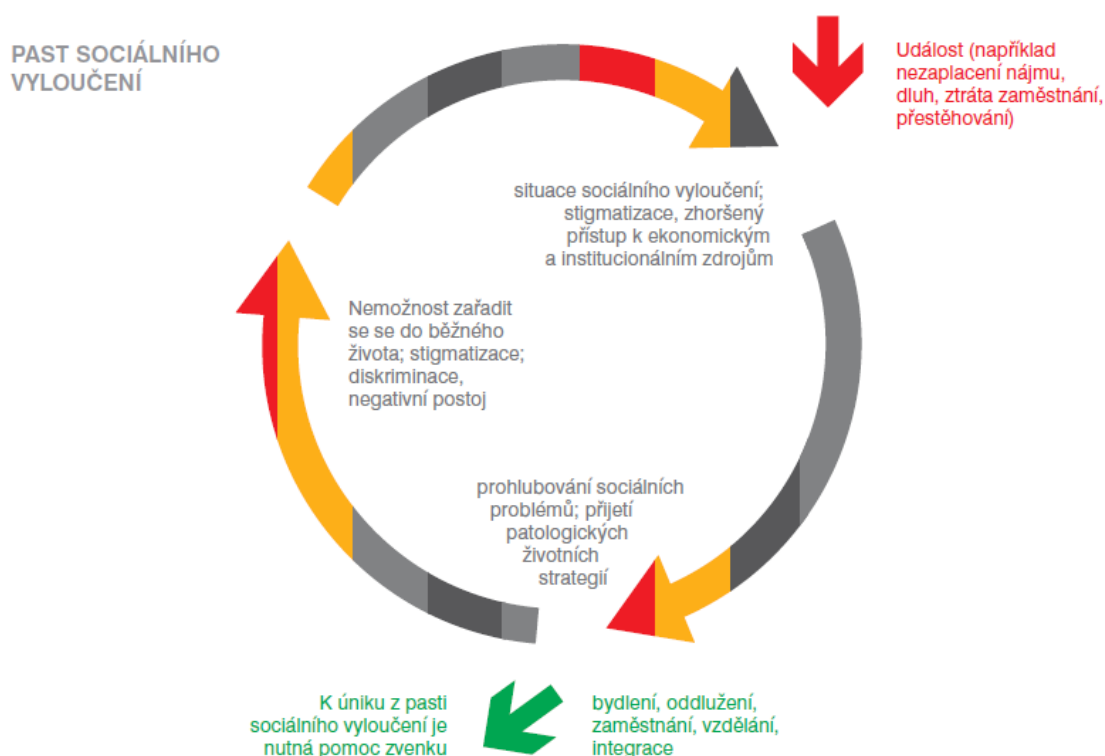 PAST SOCIÁLNÍHO
VYLOUČENÍ
Událost (například
nezaplacení nájmu,
dluh, ztráta zaměstnání,
přestěhování)
situace sociálního vyloučení;
stigmatizace, zhoršený
přístup k ekonomickým
a institucionálním zdrojům
Nemožnost zařadit
se se do běžného
života; stigmatizace;
diskriminace,
negativní postoj
prohlubování sociálních
problémů; přijetí
patologických
životních
strategií
K úniku z pasti
sociálního vyloučení je
nutná pomoc zvenku
bydlení, oddlužení,
zaměstnání, vzdělání,
integrace